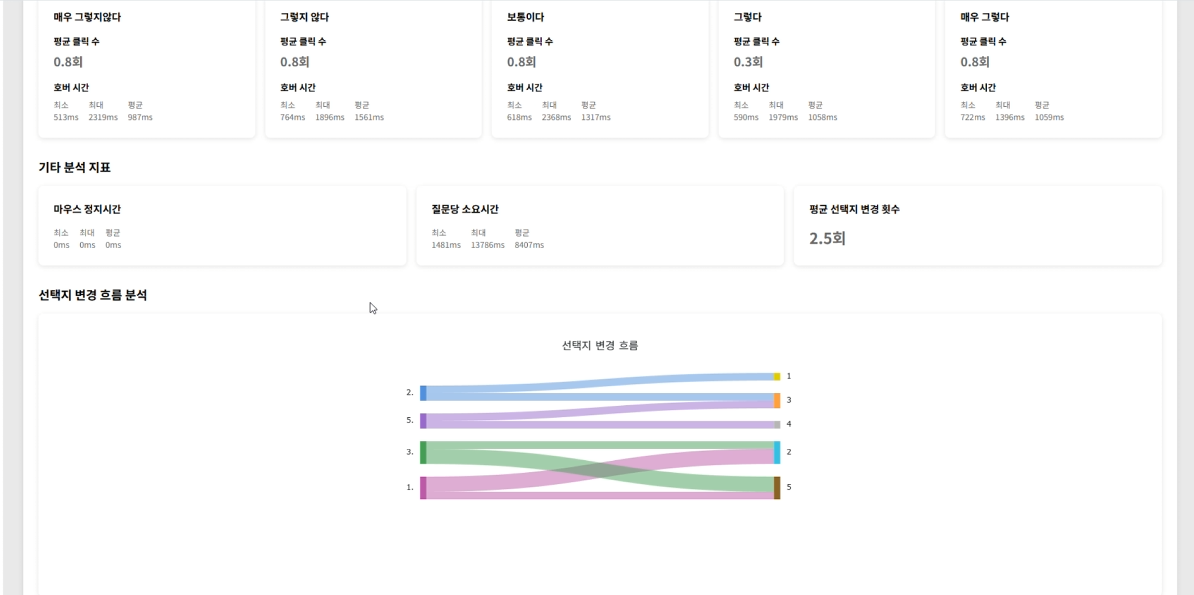 매우 그렇지않다 그렇지 않다 보통이다 그렇다 매우 그렇다
평균 클릭 수 평균 클릭 수 평균 클릭 수 평균 클릭 수 평균 클릭 수
0.8회 0.8회 0.8회 0.3회 0.8회
호버 시간 호버 시간 호버 시간 호버 시간 호버 시간
최소 최대 평균 최소 최대 평균 최소 최대 평균 최소 최대 평균 최소 최대 평균
513ms 2319ms 987ms 764ms 1896ms 1561ms 618ms 2368ms 1317ms 590ms 1979ms 1058ms 722ms 1396ms 1059ms
기타 분석 지표
마우스 정지시간 질문당 소요시간 평균 선택지 변경 횟수
최소 최대 평균 최소 최대 평균 2.5회
0ms 0ms 0ms 1481ms 13786ms 8407ms
선택지 변경 흐름 분석
선택지 변경 흐름
1
2. 3
5. 4
3. 2
1. 5